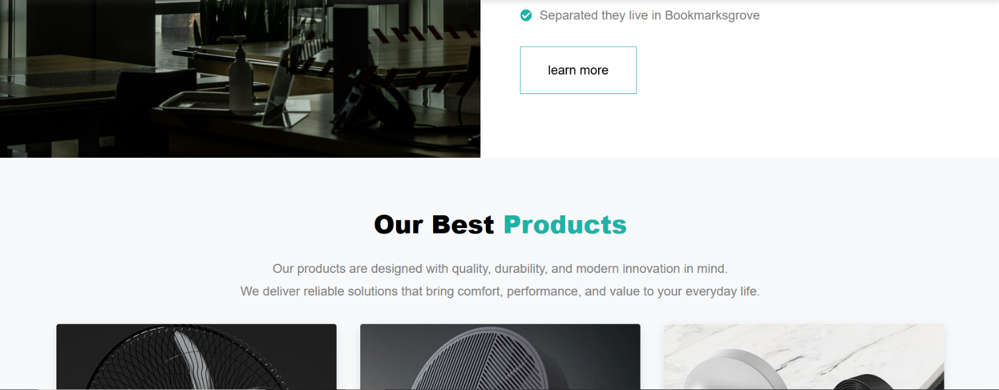 Separated they live in Bookmarksgrove
learn more
Our Best Products
Our products are designed with quality, durability, and modern innovation in mind.
We deliver reliable solutions that bring comfort, performance, and value to your everyday life.